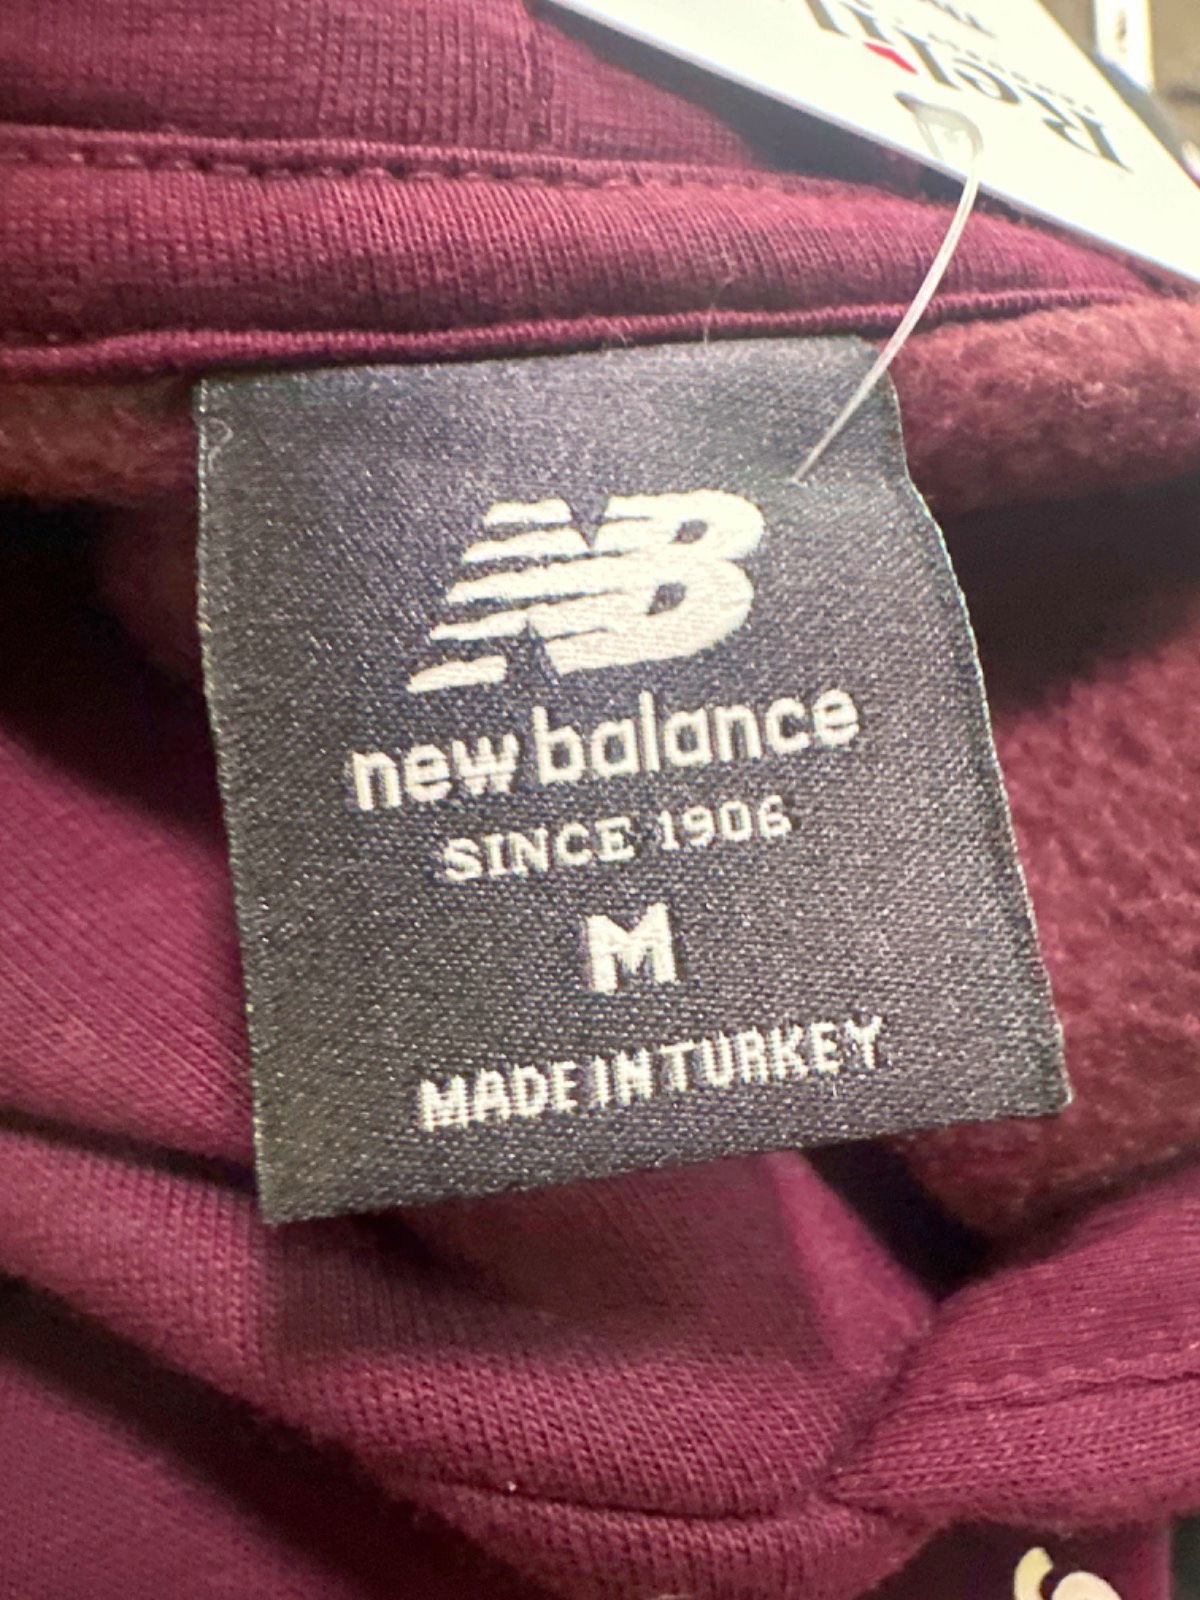 NB
new balance
SINCE 1906
M
MADE IN TURKEY